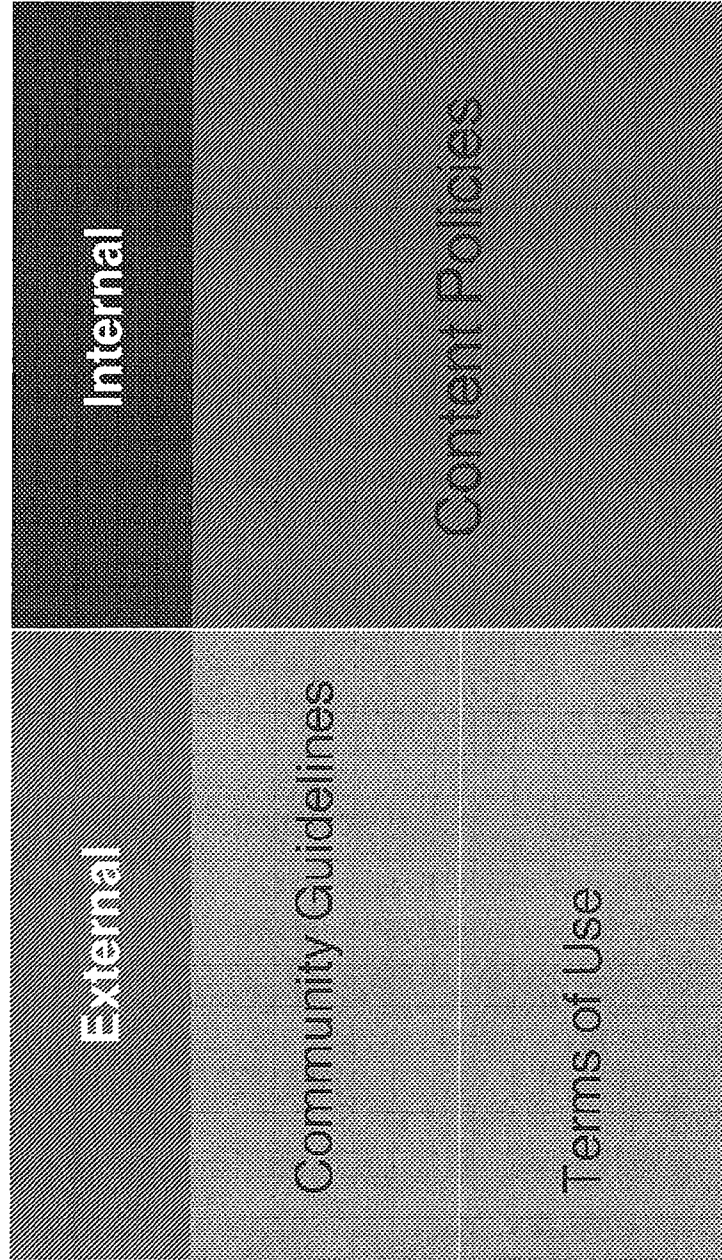 External
Internal
Community Guidelines
Content Policies
Terms of Use